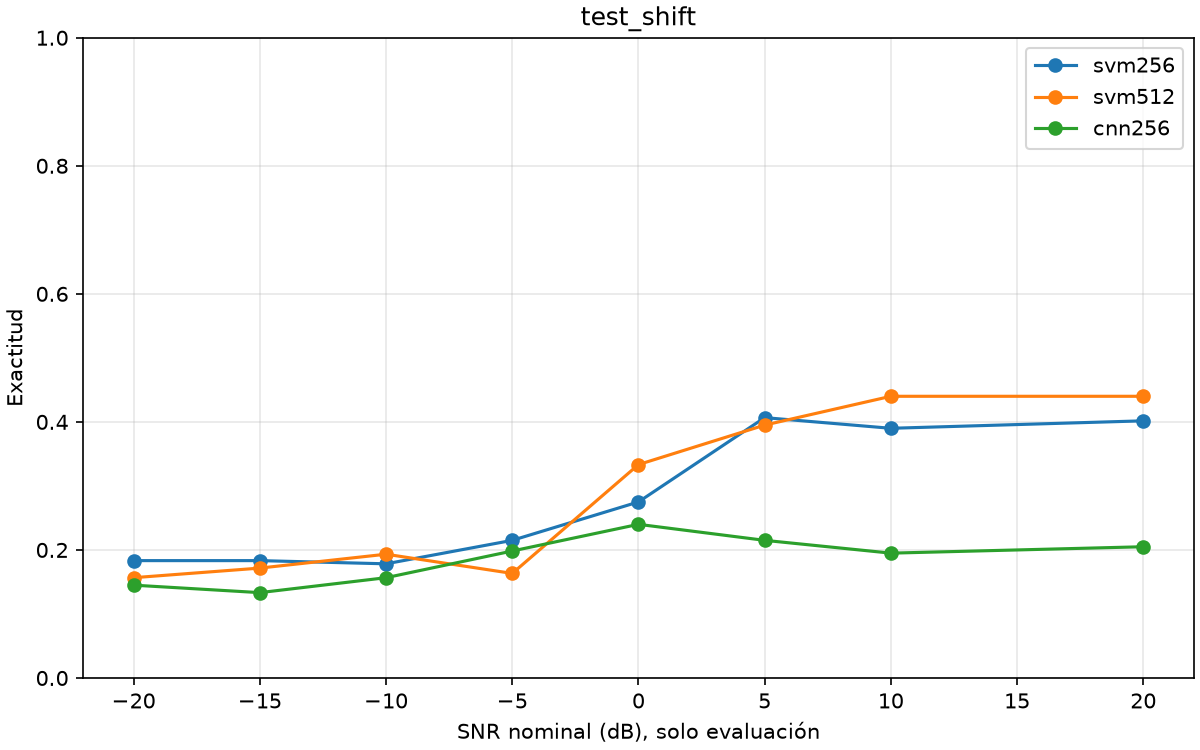 test_shift
svm256
svm512
cnn256
Exactitud
1.0
0.8
0.6
0.4
0.2
0.0
−20 −15 −10 −5 0 5 10 15 20
SNR nominal (dB), solo evaluación